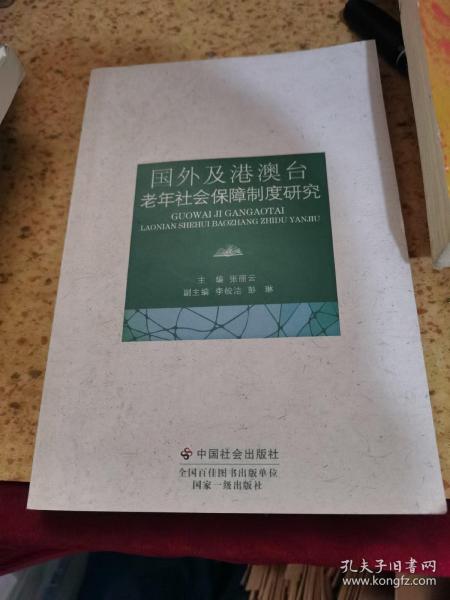 国外及港澳台
老年社会保障制度研究
GUOWAI JI GANGAOTAI
LAONIAN SHEHUI BAOZHANG ZHIDU YANJIU
主 编 张丽云
副主编 李皎洁 彭 琳
中国社会出版社
全国百佳图书出版单位
国家一级出版社
孔夫子旧书网
www.kongfz.com